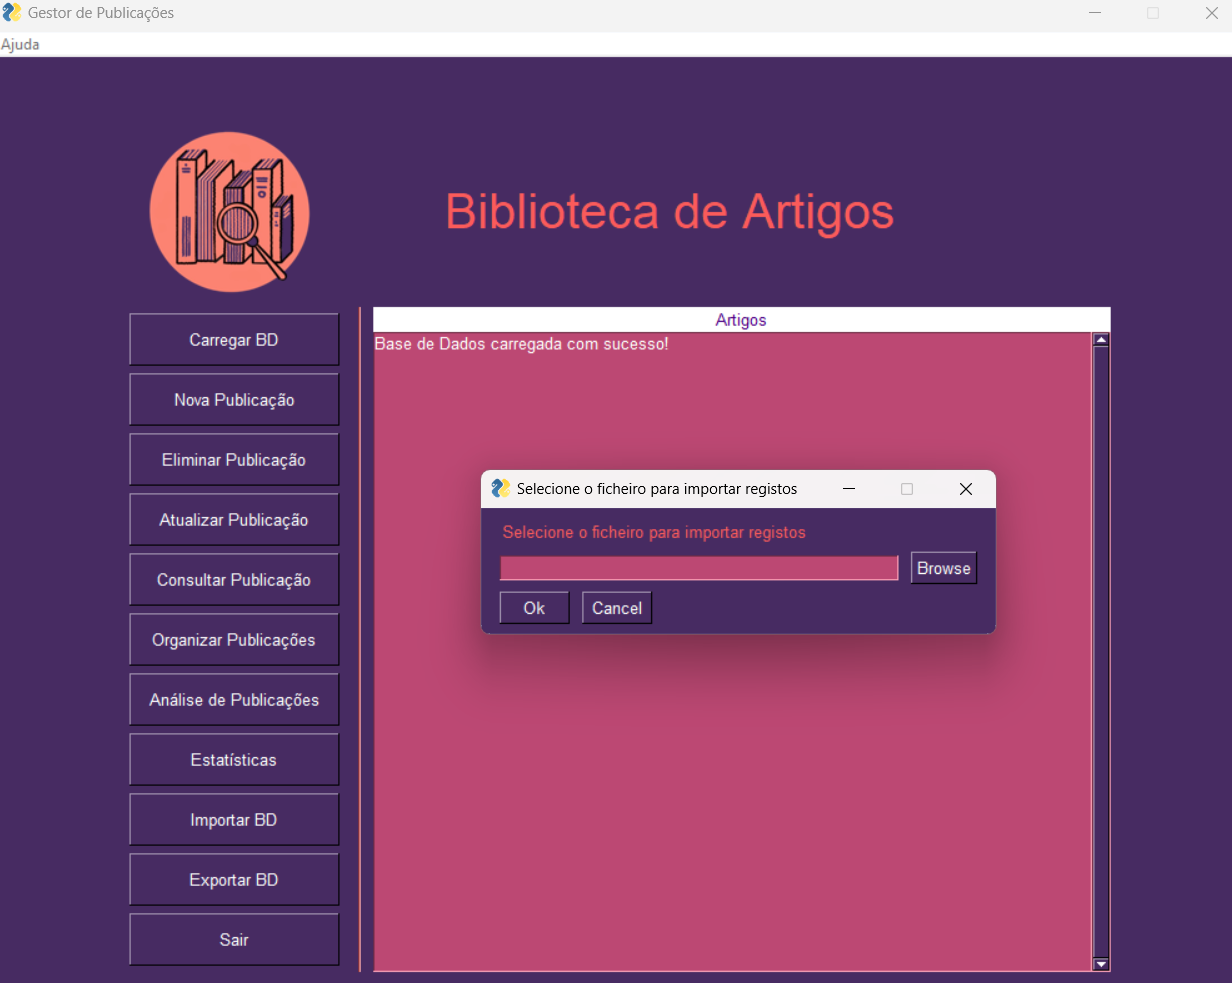 Gestor de Publicações
Ajuda
Biblioteca de Artigos
Carregar BD
Nova Publicação
Eliminar Publicação
Atualizar Publicação
Consultar Publicação
Organizar Publicações
Análise de Publicações
Estatísticas
Importar BD
Exportar BD
Sair
Artigos
Base de Dados carregada com sucesso!
Selecione o ficheiro para importar registos
Selecione o ficheiro para importar registos
Browse
Ok
Cancel